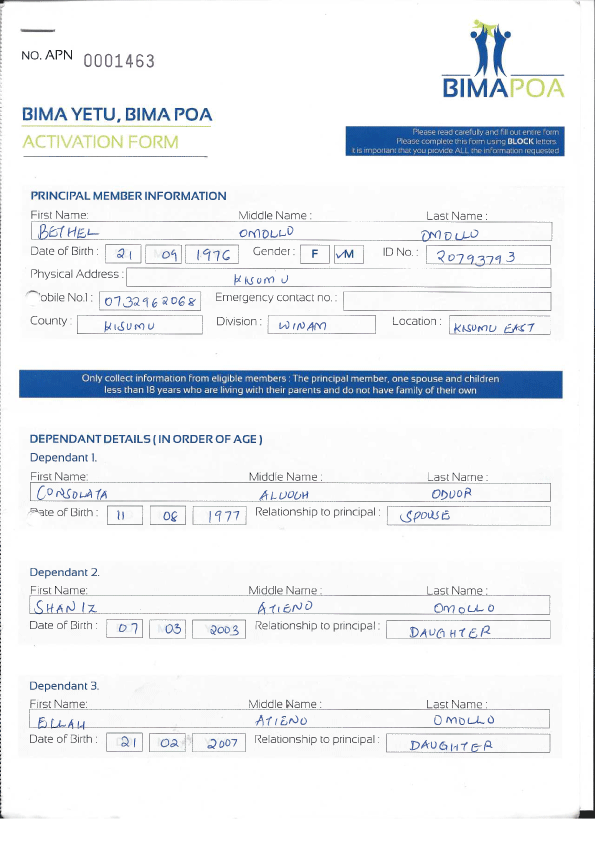 NO. APN 0001463
BIMAPOA
BIMA YETU, BIMA POA
ACTIVATION FORM
Please read carefully and fill out entire form
Please complete this form using BLOCK letters
It is important that you provide ALL the information requested
PRINCIPAL MEMBER INFORMATION
First Name: Middle Name : Last Name :
BETHEL OMOLLO OMOLLO
Date of Birth : 21 09 1976 Gender : F ✓M ID No. : 20793793
Physical Address : KISUMU
Mobile No.1 : 0732962068 Emergency contact no. :
County : KISUMU Division : WINAM Location : KISUMU EAST
Only collect information from eligible members : The principal member, one spouse and children
less than 18 years who are living with their parents and do not have family of their own
DEPENDANT DETAILS ( IN ORDER OF AGE )
Dependant 1.
First Name: Middle Name : Last Name :
CONSOLATA ALUOCH ODUOR
Date of Birth : 11 08 1977 Relationship to principal : SPOUSE
Dependant 2.
First Name: Middle Name : Last Name :
SHANIZ ATIENO OMOLLO
Date of Birth : 07 03 2003 Relationship to principal : DAUGHTER
Dependant 3.
First Name: Middle Name : Last Name :
ELLAH ATIENO OMOLLO
Date of Birth : 21 02 2007 Relationship to principal : DAUGHTER